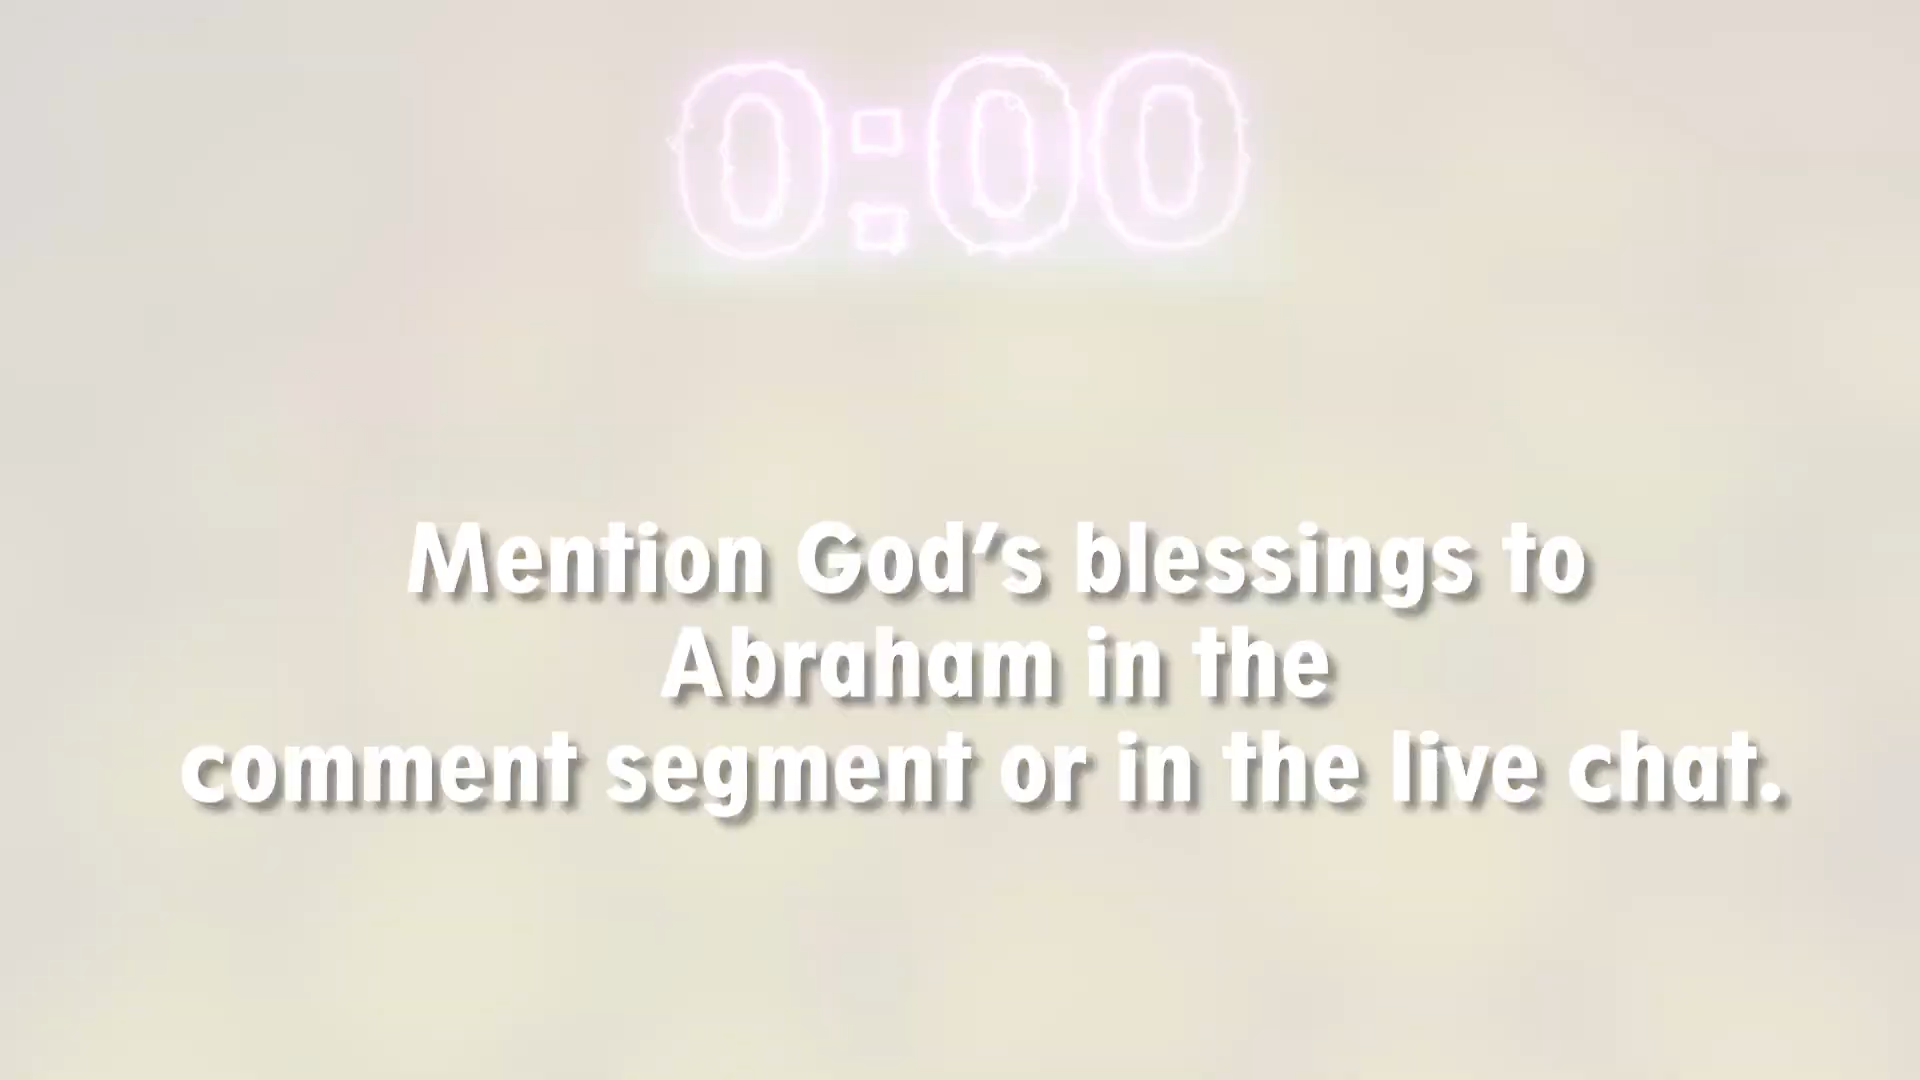 0:00
Mention God's blessings to
Abraham in the
comment segment or in the live chat.